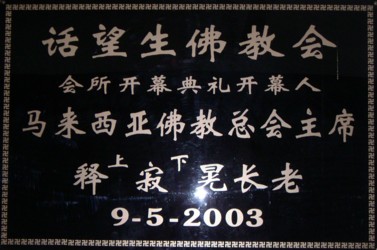 话望生佛教会
会所开幕典礼开幕人
马来西亚佛教总会主席
释上寂下晃长老
9-5-2003